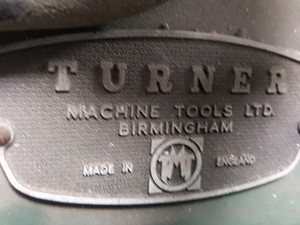 TURNER
MACHINE TOOLS LTD.
BIRMINGHAM
MADE IN ENGLAND